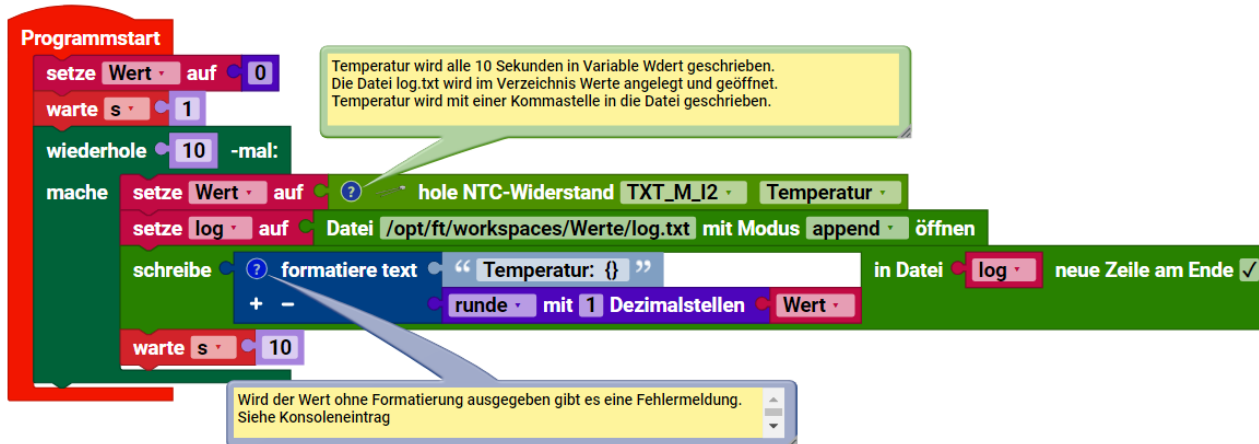 Programmstart
setze Wert auf 0
Temperatur wird alle 10 Sekunden in Variable Wdert geschrieben.
Die Datei log.txt wird im Verzeichnis Werte angelegt und geöffnet.
Temperatur wird mit einer Kommastelle in die Datei geschrieben.
warte s 1
wiederhole 10 -mal:
mache setze Wert auf ? hole NTC-Widerstand TXT_M_I2 Temperatur
setze log auf Datei /opt/ft/workspaces/Werte/log.txt mit Modus append öffnen
schreibe ? formatiere text “ Temperatur: {} ” in Datei log neue Zeile am Ende ✓
+ − runde mit 1 Dezimalstellen Wert
warte s 10
Wird der Wert ohne Formatierung ausgegeben gibt es eine Fehlermeldung.
Siehe Konsoleneintrag